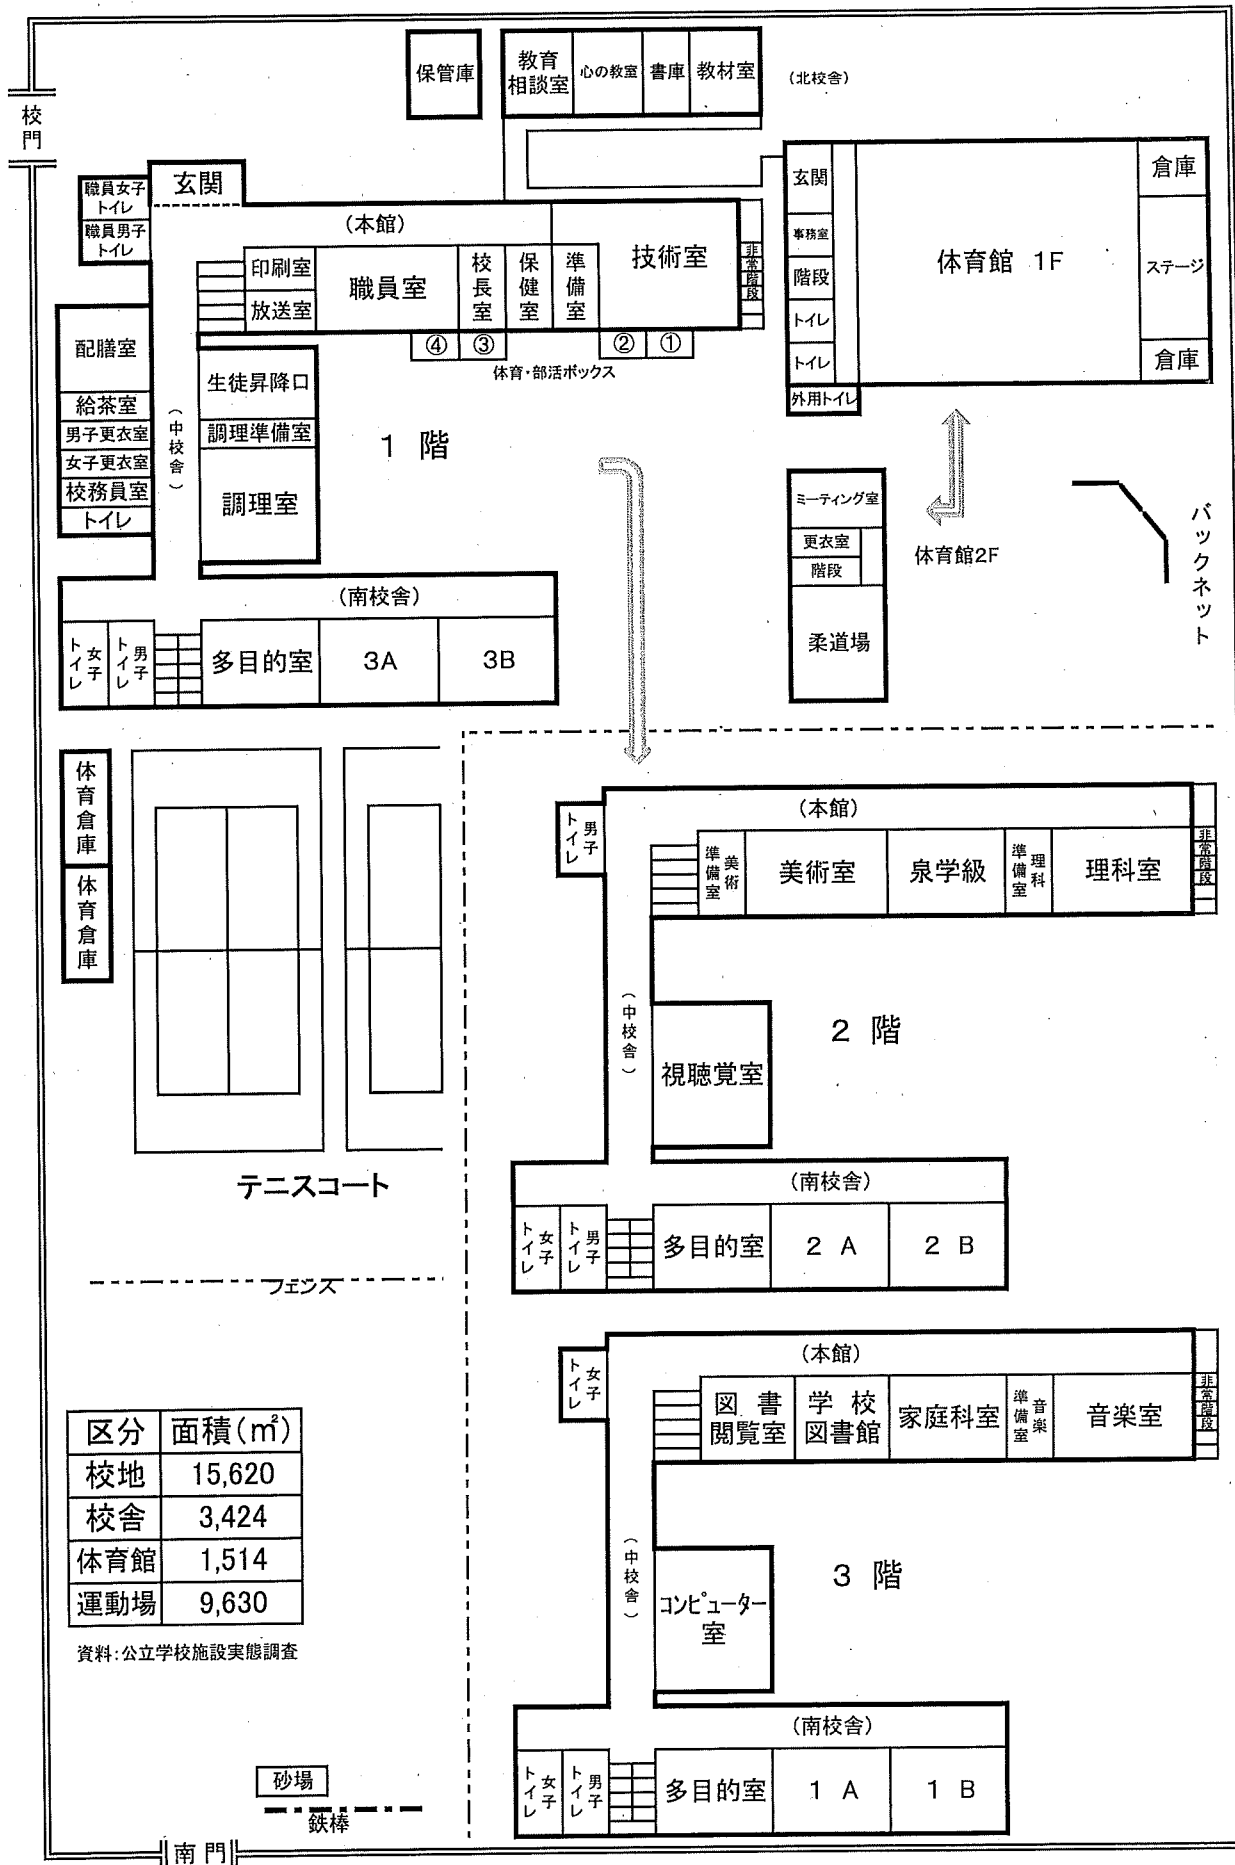 保管庫
教育
相談室
心の教室
書庫
教材室
(北校舎)
校門
職員女子
トイレ
職員男子
トイレ
玄関
(本館)
印刷室
放送室
職員室
校長室
保健室
準備室
技術室
非常階段
④
③
②
①
体育・部活ボックス
玄関
事務室
階段
トイレ
トイレ
外用トイレ
体育館 1F
倉庫
ステージ
倉庫
配膳室
給茶室
男子更衣室
女子更衣室
校務員室
トイレ
(中校舎)
生徒昇降口
調理準備室
調理室
1 階
ミーティング室
更衣室
階段
柔道場
体育館2F
バックネット
(南校舎)
女子
トイレ
男子
トイレ
多目的室
3A
3B
体育倉庫
体育倉庫
テニスコート
フェンス
男子
トイレ
(本館)
美術
準備室
美術室
泉学級
理科
準備室
理科室
非常階段
(中校舎)
視聴覚室
2 階
(南校舎)
女子
トイレ
男子
トイレ
多目的室
2 A
2 B
女子
トイレ
(本館)
図書
閲覧室
学校
図書館
家庭科室
音楽
準備室
音楽室
非常階段
(中校舎)
コンピューター
室
3 階
(南校舎)
女子
トイレ
男子
トイレ
多目的室
1 A
1 B
区分 面積(㎡)
校地 15,620
校舎 3,424
体育館 1,514
運動場 9,630
資料:公立学校施設実態調査
砂場
鉄棒
南門